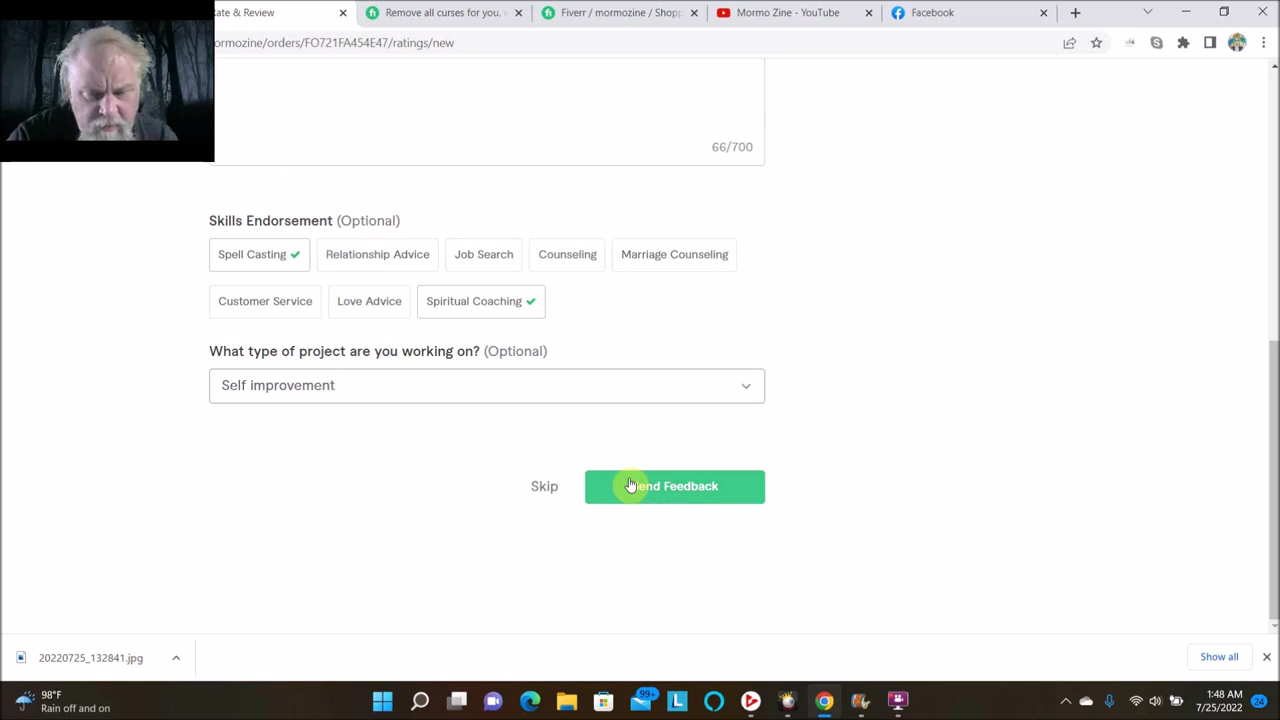 Rate & Review
Remove all curses for you,
Fiverr / mormozine / Shopp
Mormo Zine - YouTube
Facebook
ormozine/orders/FO721FA454E47/ratings/new
66/700
Skills Endorsement (Optional)
Spell Casting Relationship Advice Job Search Counseling Marriage Counseling
Customer Service Love Advice Spiritual Coaching
What type of project are you working on? (Optional)
Self improvement
Skip
end Feedback
20220725_132841.jpg
Show all
98°F
Rain off and on
99+
1:48 AM
7/25/2022
24